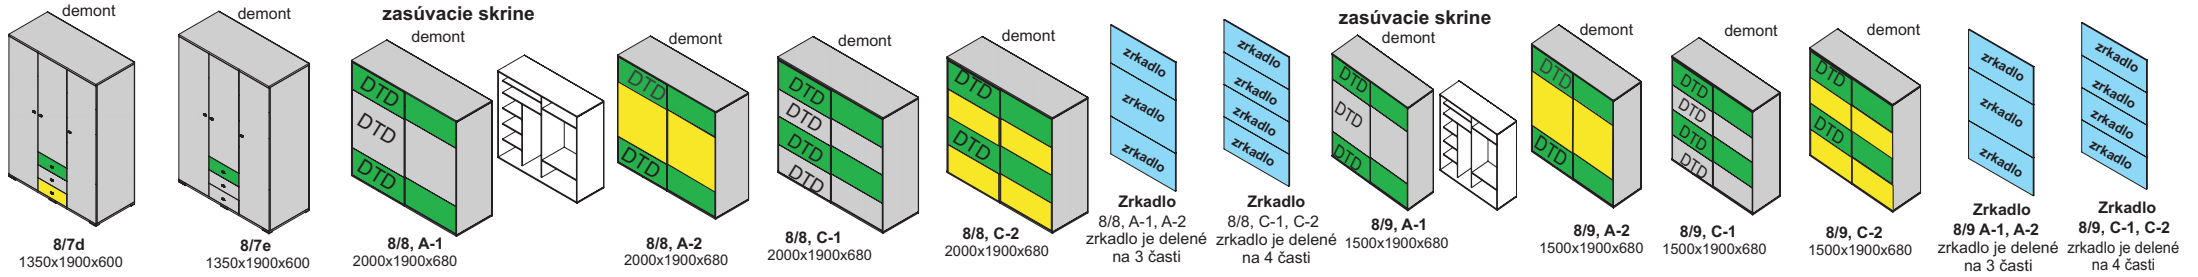 demont
8/7d
1350x1900x600
demont
8/7e
1350x1900x600
zasúvacie skrine
demont
DTD
DTD
DTD
8/8, A-1
2000x1900x680
demont
DTD
DTD
8/8, A-2
2000x1900x680
demont
DTD
DTD
DTD
DTD
8/8, C-1
2000x1900x680
demont
DTD
DTD
8/8, C-2
2000x1900x680
zrkadlo
zrkadlo
zrkadlo
Zrkadlo
8/8, A-1, A-2
zrkadlo je delené
na 3 časti
zrkadlo
zrkadlo
zrkadlo
zrkadlo
Zrkadlo
8/8, C-1, C-2
zrkadlo je delené
na 4 časti
zasúvacie skrine
demont
DTD
DTD
DTD
8/9, A-1
1500x1900x680
demont
DTD
DTD
8/9, A-2
1500x1900x680
demont
DTD
DTD
DTD
DTD
8/9, C-1
1500x1900x680
demont
DTD
DTD
8/9, C-2
1500x1900x680
zrkadlo
zrkadlo
zrkadlo
Zrkadlo
8/9 A-1, A-2
zrkadlo je delené
na 3 časti
zrkadlo
zrkadlo
zrkadlo
zrkadlo
Zrkadlo
8/9, C-1, C-2
zrkadlo je delené
na 4 časti